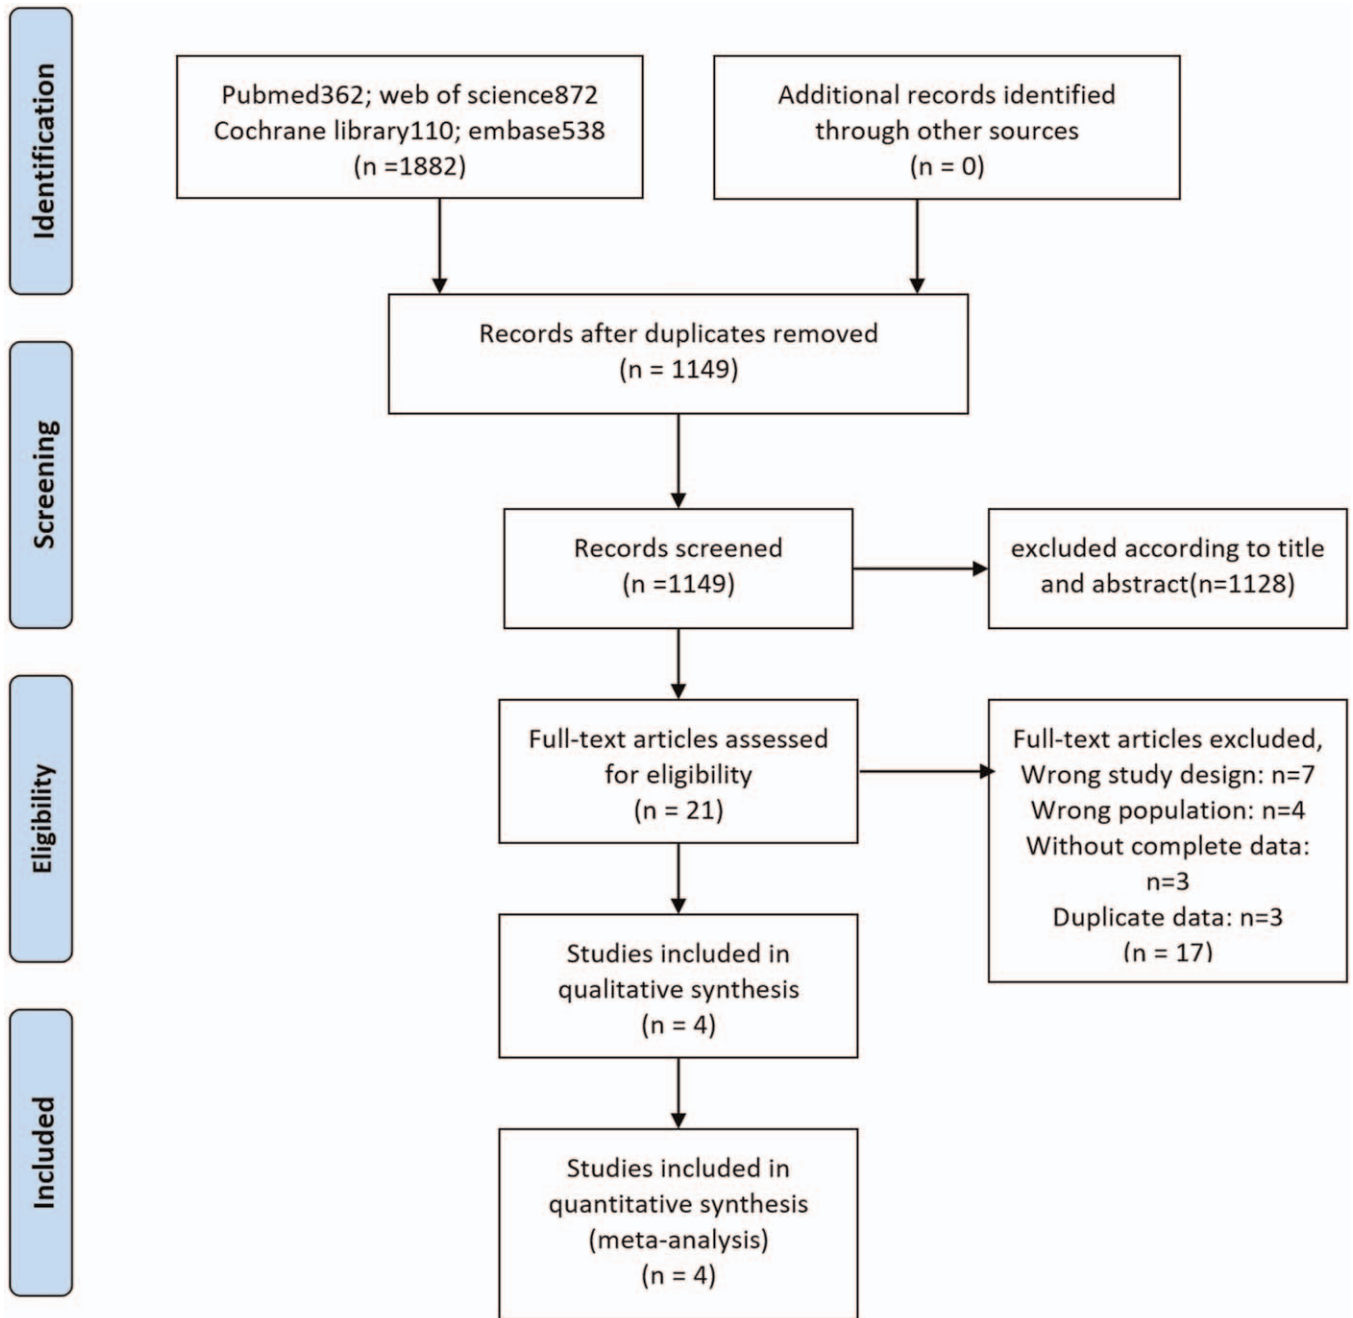 Identification
Pubmed362; web of science872
Cochrane library110; embase538
(n =1882)
Additional records identified
through other sources
(n = 0)
Records after duplicates removed
(n = 1149)
Screening
Records screened
(n =1149)
excluded according to title
and abstract(n=1128)
Eligibility
Full-text articles assessed
for eligibility
(n = 21)
Full-text articles excluded,
Wrong study design: n=7
Wrong population: n=4
Without complete data:
n=3
Duplicate data: n=3
(n = 17)
Studies included in
qualitative synthesis
(n = 4)
Included
Studies included in
quantitative synthesis
(meta-analysis)
(n = 4)